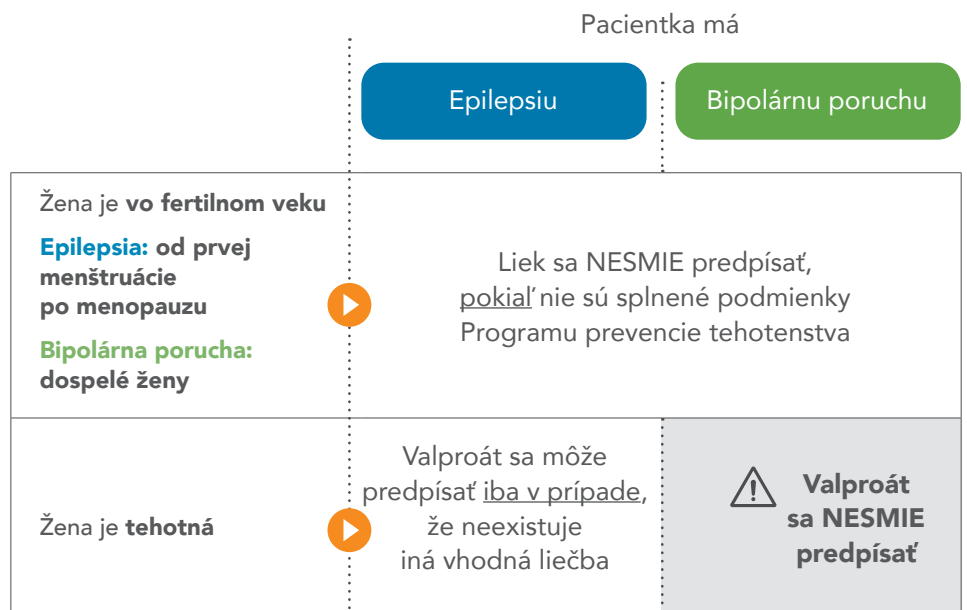 Pacientka má
Epilepsiu
Bipolárnu poruchu
Žena je vo fertilnom veku
Epilepsia: od prvej
menštruácie
po menopauzu
Bipolárna porucha:
dospelé ženy
Liek sa NESMIE predpísať,
pokiaľ nie sú splnené podmienky
Programu prevencie tehotenstva
Žena je tehotná
Valproát sa môže
predpísať iba v prípade,
že neexistuje
iná vhodná liečba
Valproát
sa NESMIE
predpísať